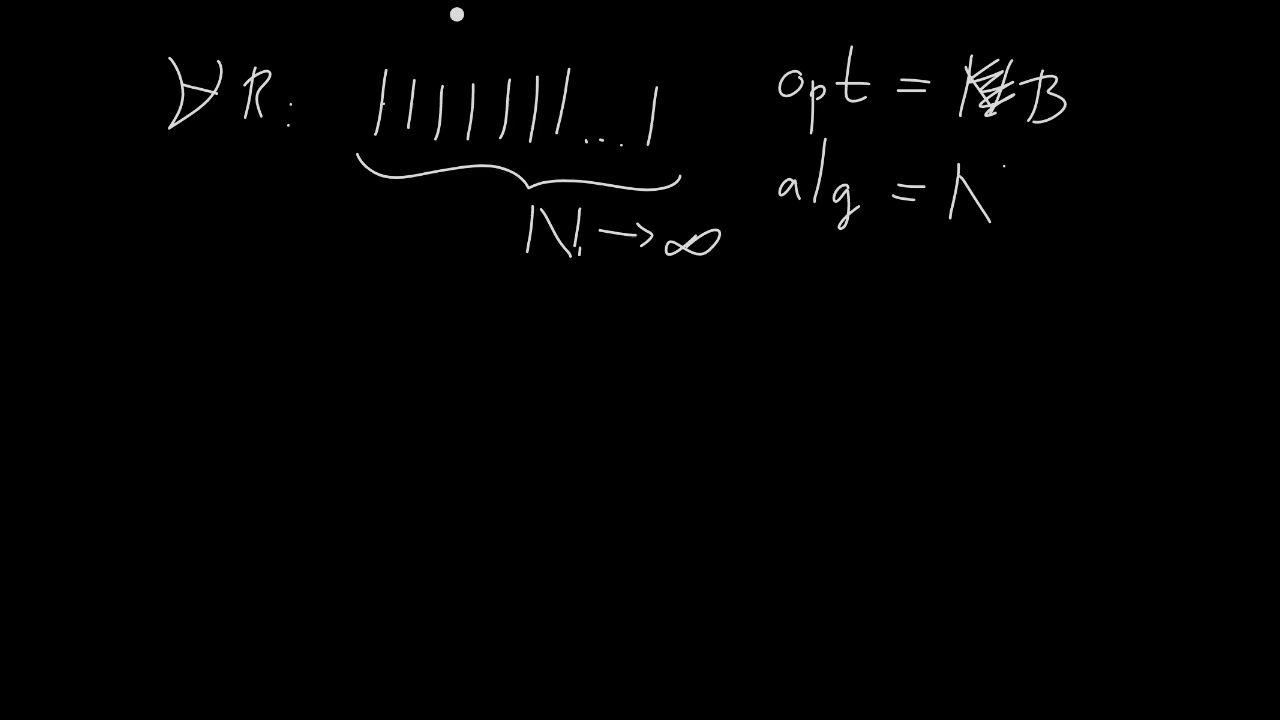 ∀ R: | | | | | | | ... | opt = B
alg =
N! → ∞